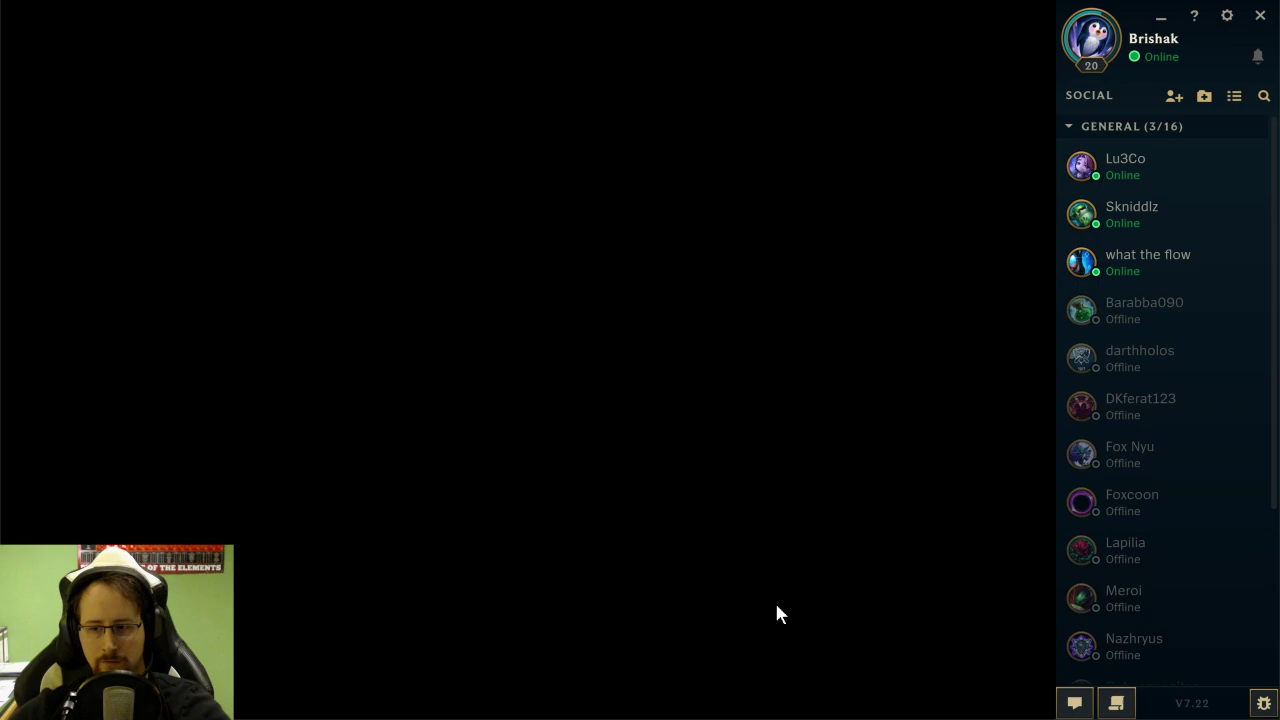 Brishak
Online
20
SOCIAL
GENERAL (3/16)
Lu3Co
Online
Skniddlz
Online
what the flow
Online
Barabba090
Offline
darthholos
Offline
DKferat123
Offline
Fox Nyu
Offline
Foxcoon
Offline
Lapilia
Offline
Meroi
Offline
Nazhryus
Offline
V7.22
OF THE ELEMENTS